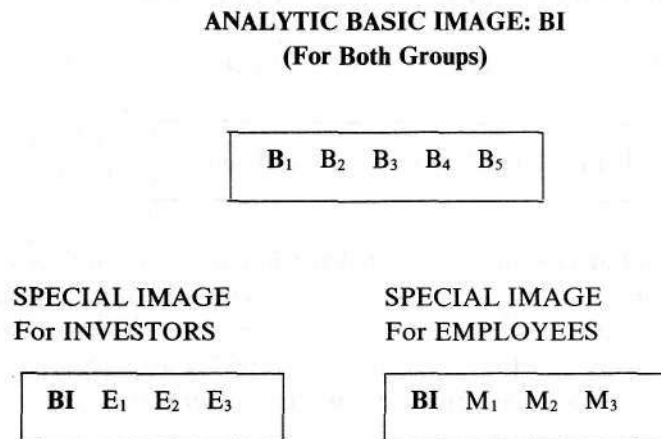 ANALYTIC BASIC IMAGE: BI
(For Both Groups)
B₁ B₂ B₃ B₄ B₅
SPECIAL IMAGE
For INVESTORS
BI E₁ E₂ E₃
SPECIAL IMAGE
For EMPLOYEES
BI M₁ M₂ M₃